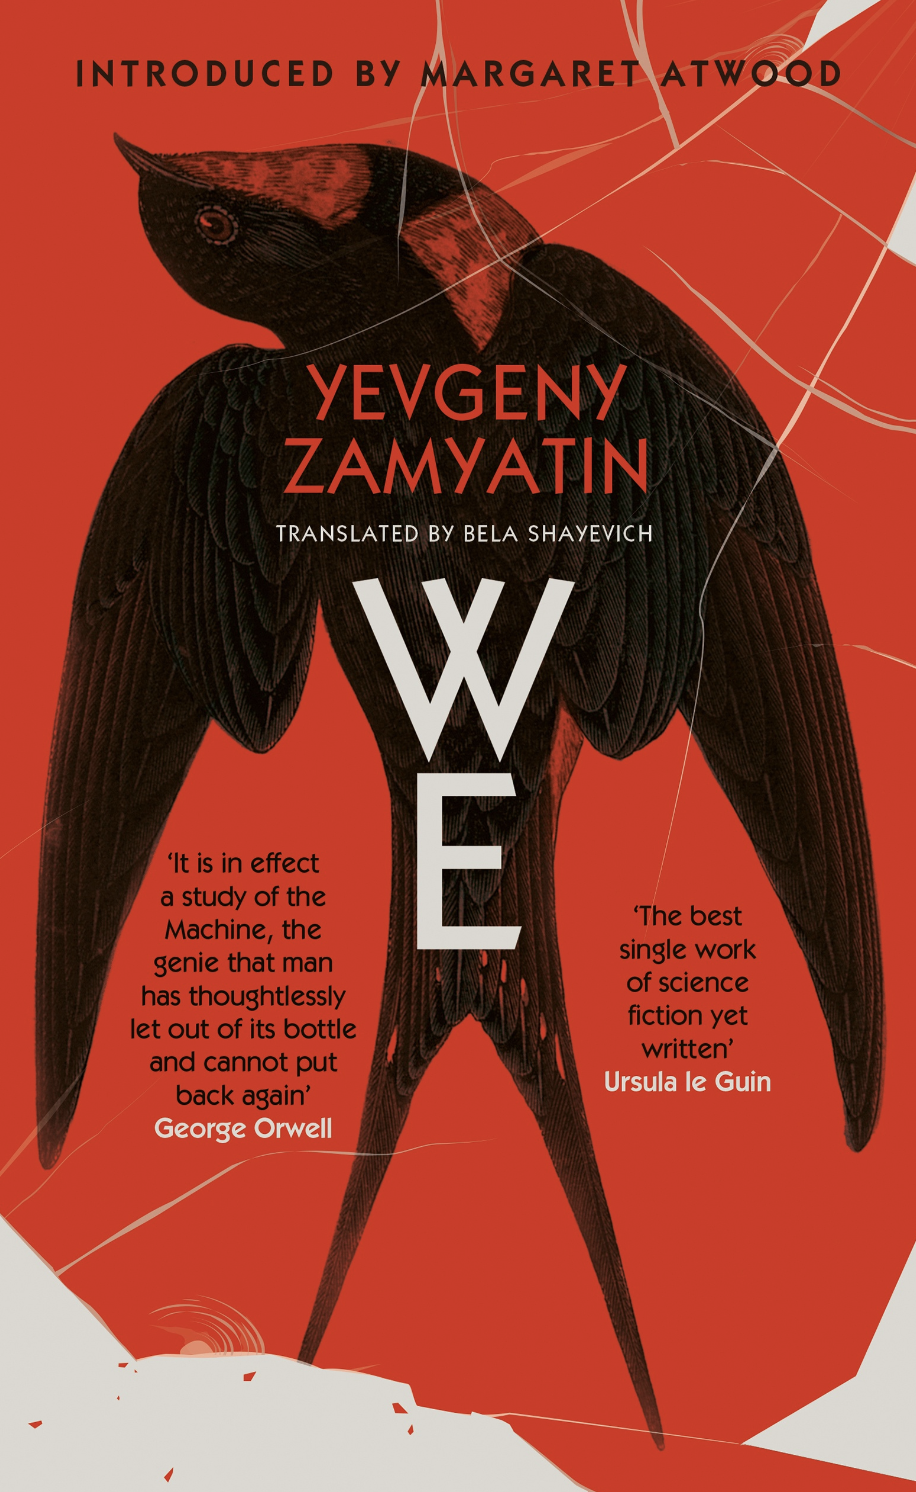 INTRODUCED BY MARGARET ATWOOD
YEVGENY
ZAMYATIN
TRANSLATED BY BELA SHAYEVICH
W
E
‘It is in effect
a study of the
Machine, the
genie that man
has thoughtlessly
let out of its bottle
and cannot put
back again’
George Orwell
‘The best
single work
of science
fiction yet
written’
Ursula le Guin